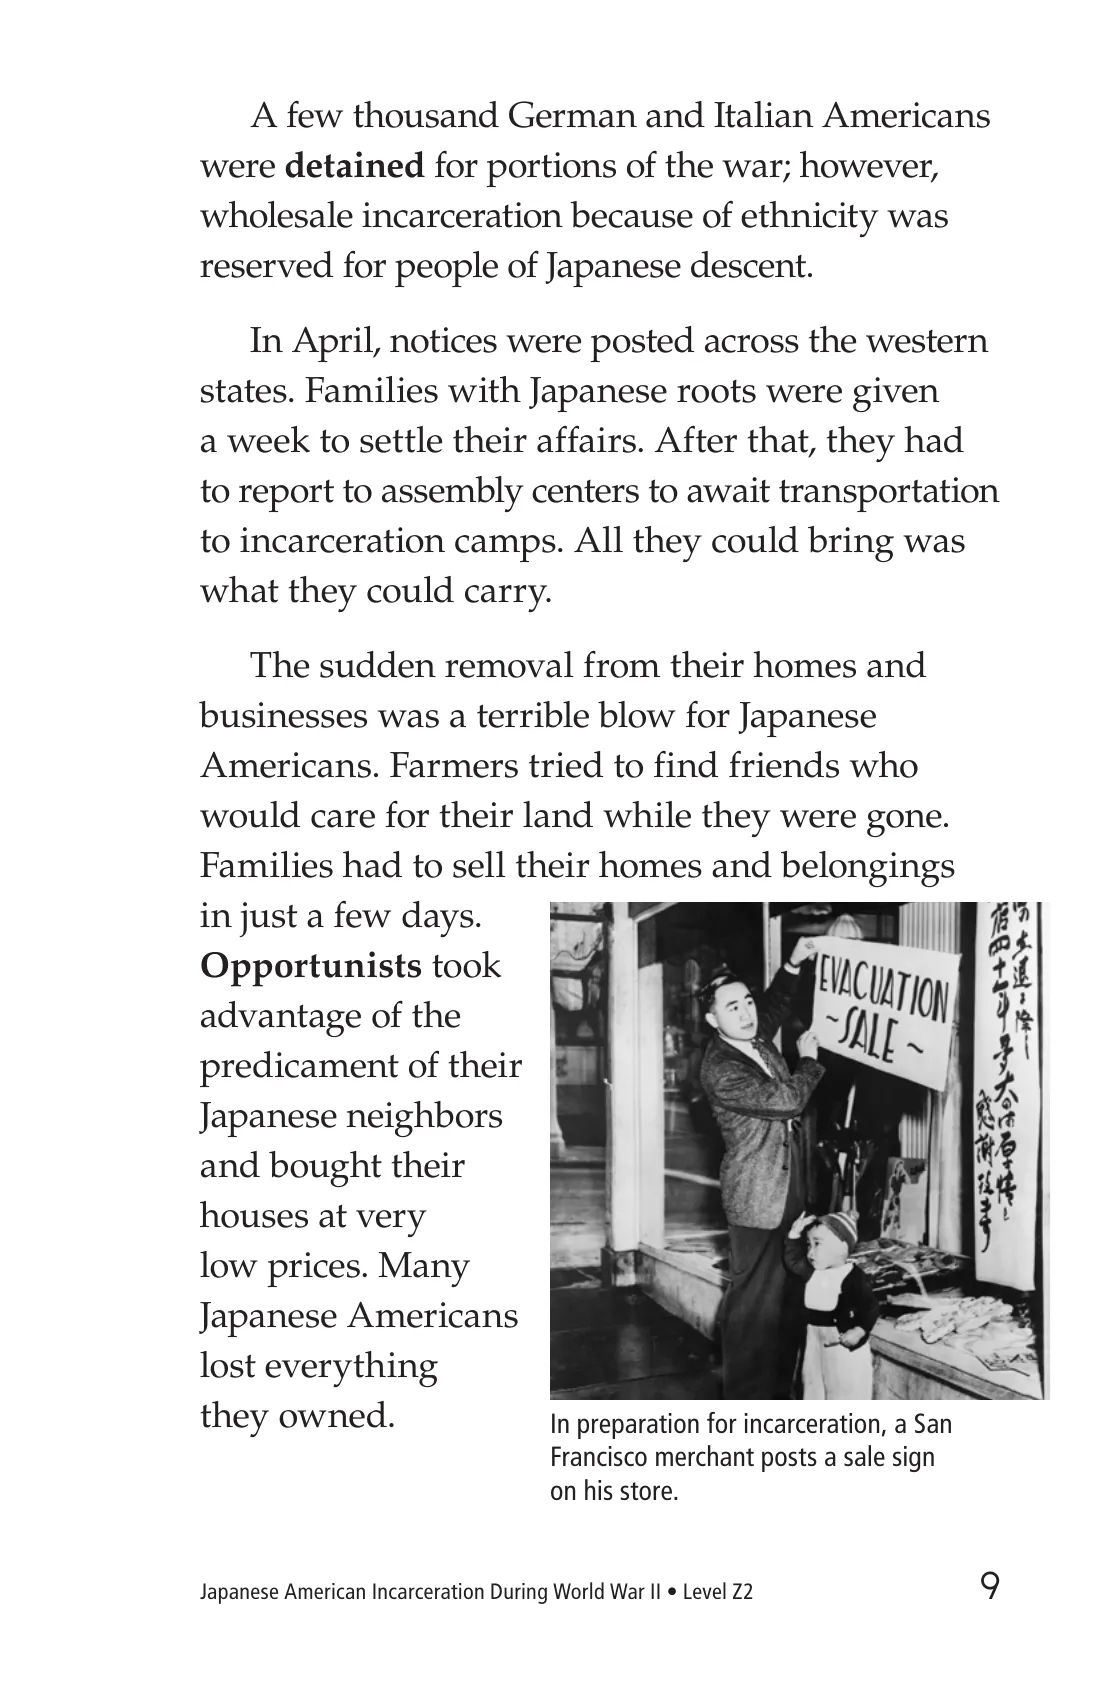 A few thousand German and Italian Americans
were detained for portions of the war; however,
wholesale incarceration because of ethnicity was
reserved for people of Japanese descent.
In April, notices were posted across the western
states. Families with Japanese roots were given
a week to settle their affairs. After that, they had
to report to assembly centers to await transportation
to incarceration camps. All they could bring was
what they could carry.
The sudden removal from their homes and
businesses was a terrible blow for Japanese
Americans. Farmers tried to find friends who
would care for their land while they were gone.
Families had to sell their homes and belongings
in just a few days.
Opportunists took
advantage of the
predicament of their
Japanese neighbors
and bought their
houses at very
low prices. Many
Japanese Americans
lost everything
they owned.
EVACUATION
~SALE~
In preparation for incarceration, a San
Francisco merchant posts a sale sign
on his store.
Japanese American Incarceration During World War II • Level Z2
9